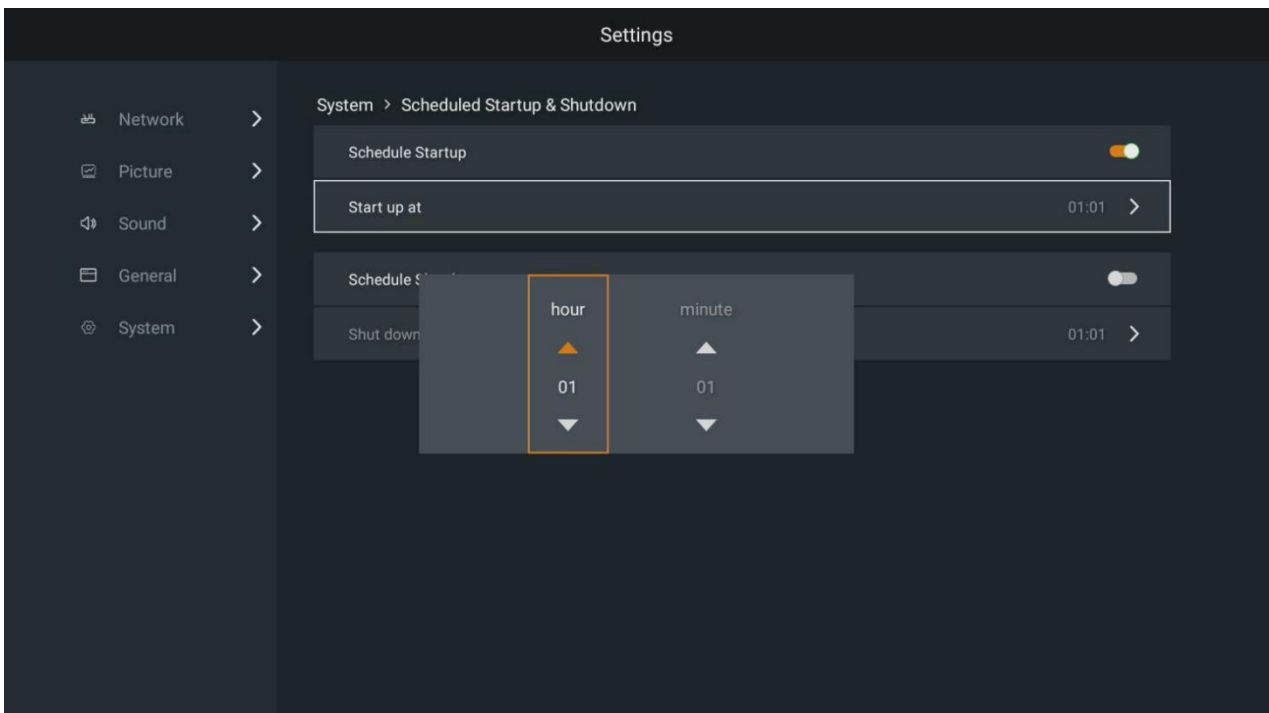 Settings
Network
Picture
Sound
General
System
System > Scheduled Startup & Shutdown
Schedule Startup
Start up at 01:01
Schedule
Shut down 01:01
hour minute
01 01